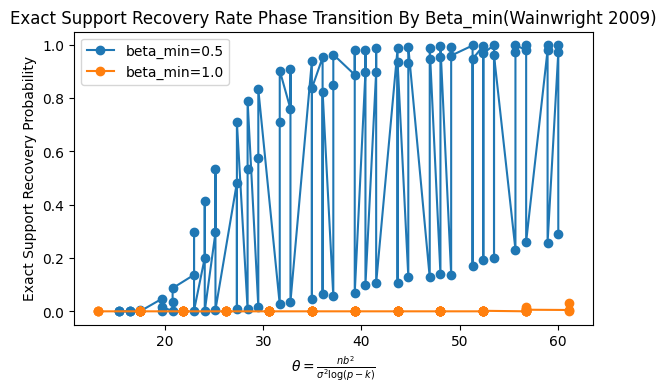 Exact Support Recovery Rate Phase Transition By Beta_min(Wainwright 2009)
beta_min=0.5
beta_min=1.0
Exact Support Recovery Probability
1.0
0.8
0.6
0.4
0.2
0.0
20 30 40 50 60
θ = nb² / σ² log(p − k)